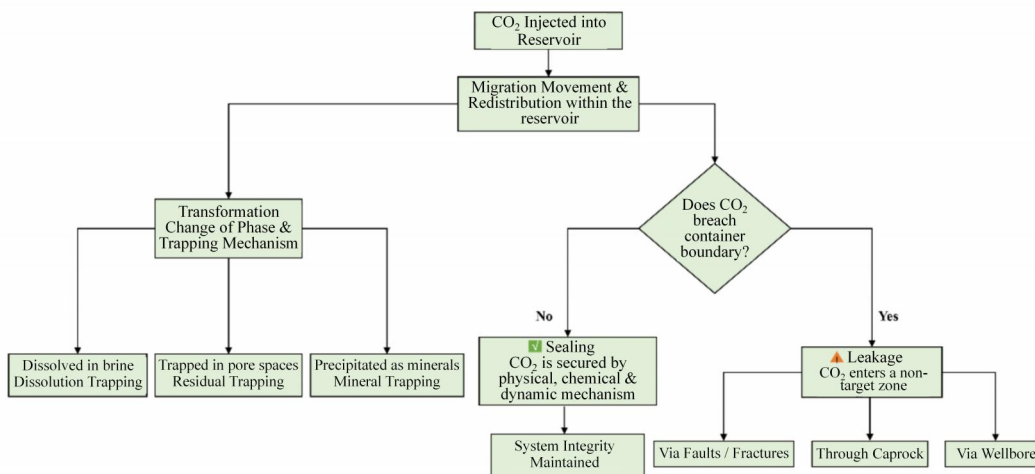 CO₂ Injected into
Reservoir
Migration Movement &
Redistribution within the
reservoir
Transformation
Change of Phase &
Trapping Mechanism
Does CO₂
breach
container
boundary?
No
Yes
Dissolved in brine
Dissolution Trapping
Trapped in pore spaces
Residual Trapping
Precipitated as minerals
Mineral Trapping
Sealing
CO₂ is secured by
physical, chemical &
dynamic mechanism
Leakage
CO₂ enters a non-
target zone
System Integrity
Maintained
Via Faults / Fractures
Through Caprock
Via Wellbore